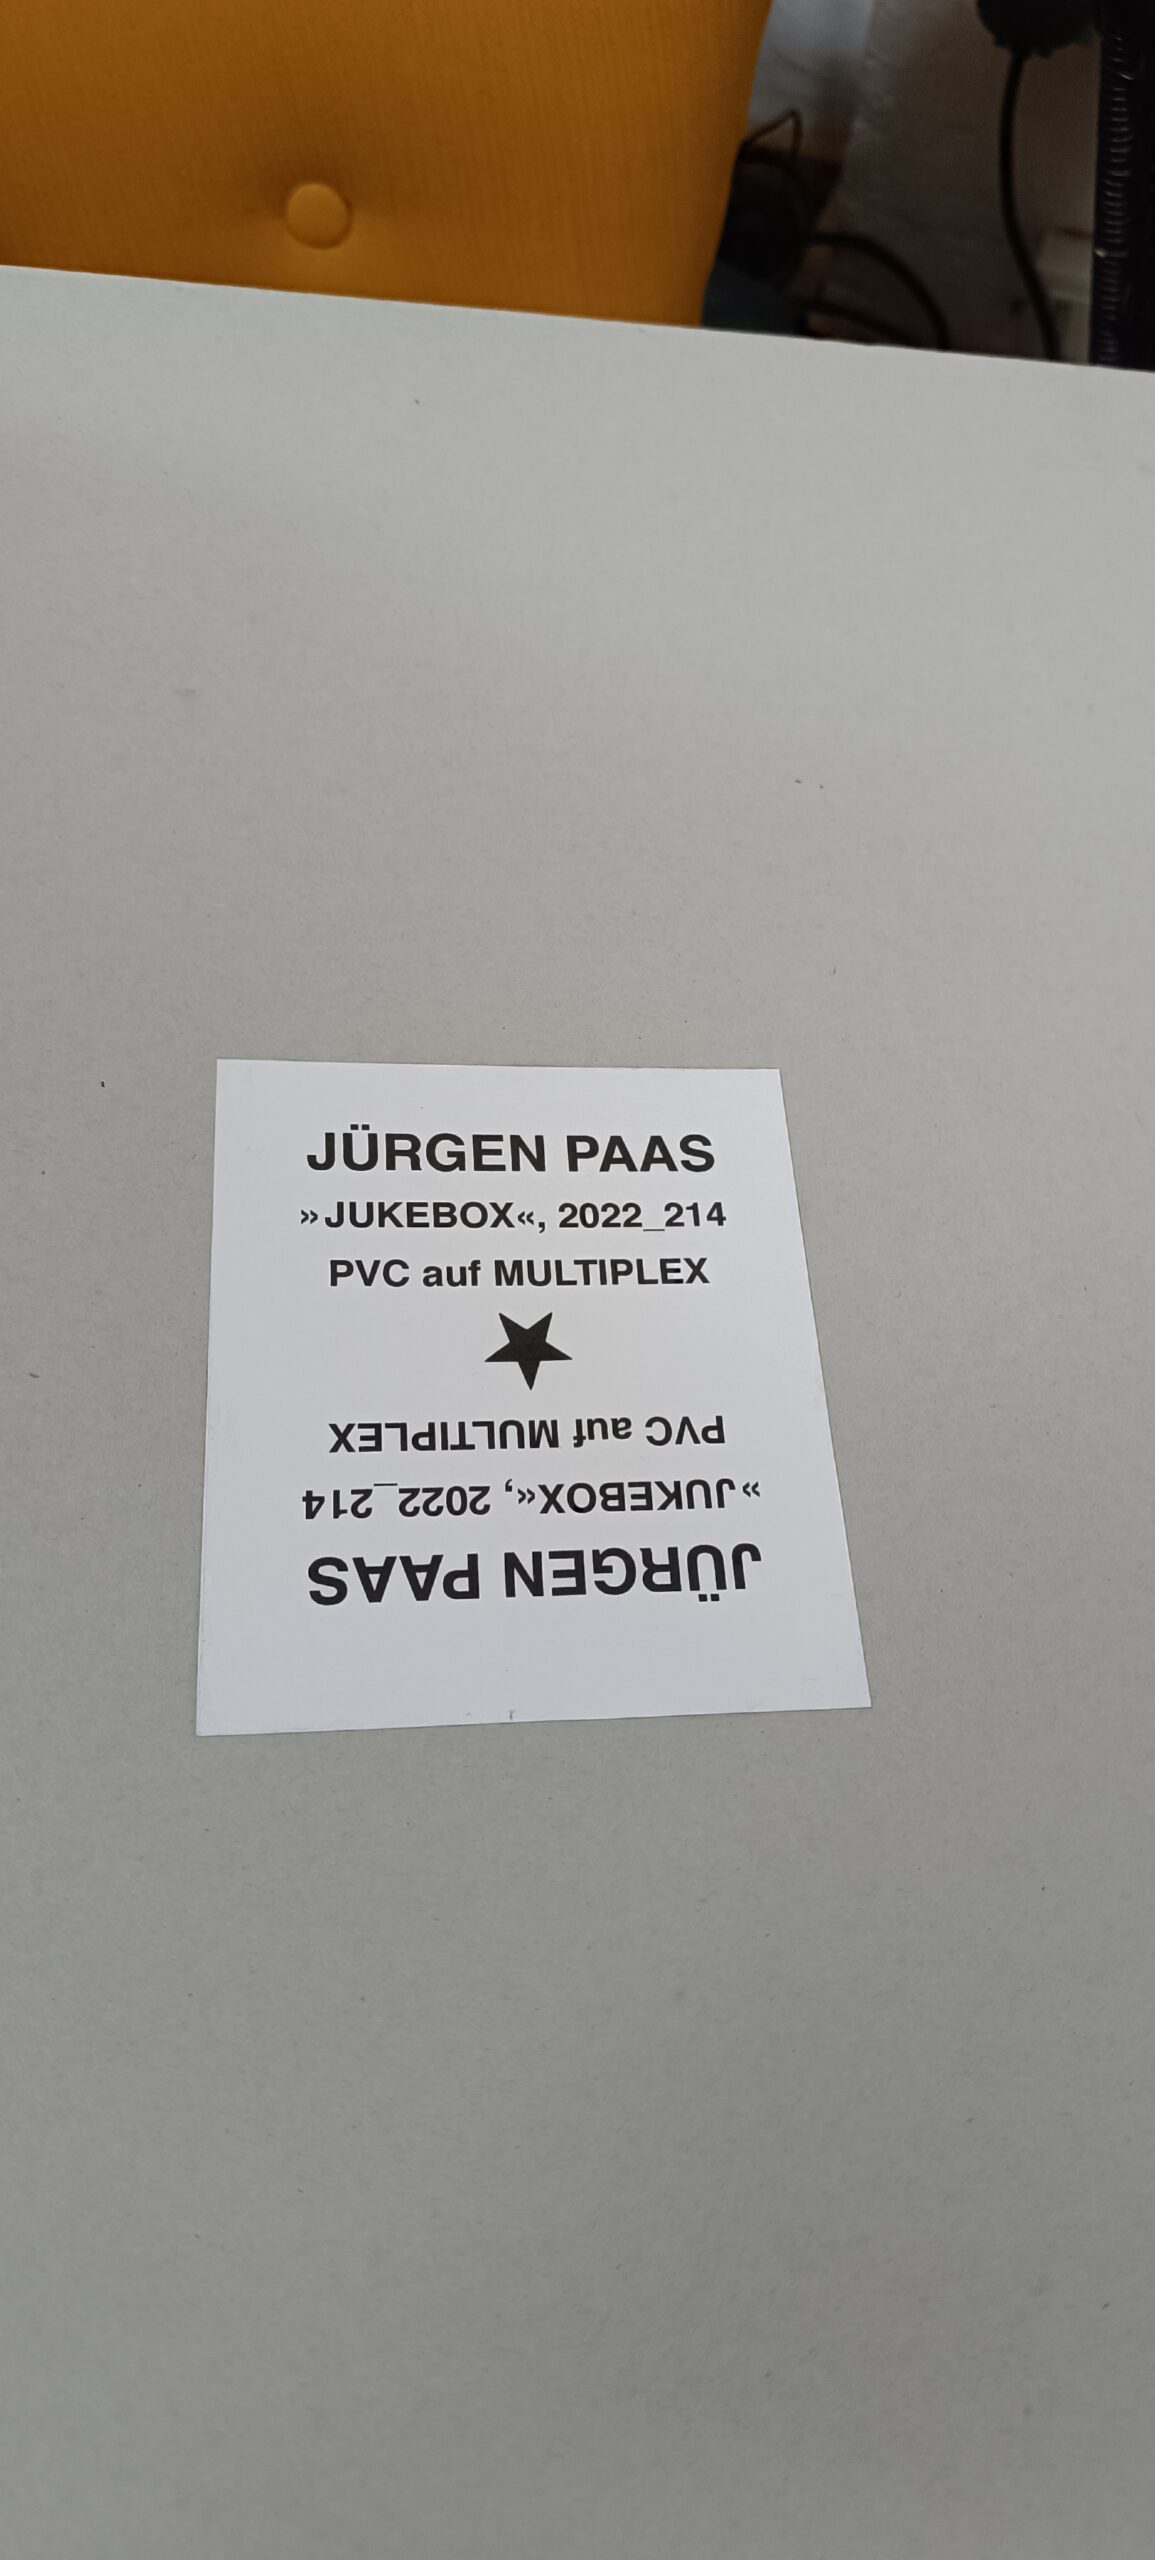 JÜRGEN PAAS
»JUKEBOX«, 2022_214
PVC auf MULTIPLEX
PVC auf MULTIPLEX
»JUKEBOX«, 2022_214
JÜRGEN PAAS